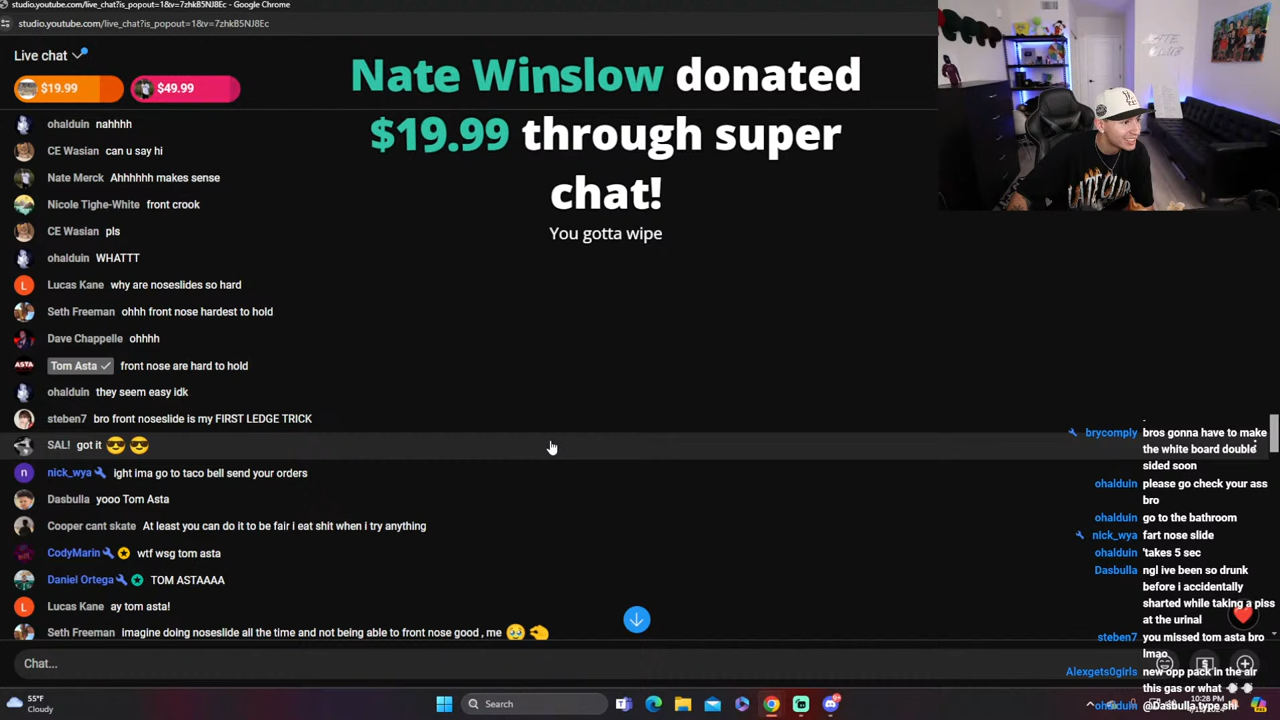 studio.youtube.com/live_chat?is_popout=1&v=7zhkB5NJ8Ec - Google Chrome
studio.youtube.com/live_chat?is_popout=1&v=7zhkB5NJ8Ec
Live chat
$19.99
$49.99
Nate Winslow donated
$19.99 through super
chat!
You gotta wipe
ohalduin nahhhh
CE Wasian can u say hi
Nate Merck Ahhhhhh makes sense
Nicole Tighe-White front crook
CE Wasian pls
ohalduin WHATTT
L Lucas Kane why are noseslides so hard
Seth Freeman ohhh front nose hardest to hold
Dave Chappelle ohhhh
ASTA Tom Asta front nose are hard to hold
ohalduin they seem easy idk
steben7 bro front noseslide is my FIRST LEDGE TRICK
SAL! got it 😎 😎
n nick_wya ight ima go to taco bell send your orders
Dasbulla yooo Tom Asta
Cooper cant skate At least you can do it to be fair i eat shit when i try anything
CodyMarin wtf wsg tom asta
Daniel Ortega TOM ASTAAAA
L Lucas Kane ay tom asta!
Seth Freeman imagine doing noseslide all the time and not being able to front nose good , me
Chat...
brycomply bros gonna have to make
the white board double
sided soon
ohalduin please go check your ass
bro
ohalduin go to the bathroom
nick_wya fart nose slide
ohalduin 'takes 5 sec
Dasbulla ngl ive been so drunk
before i accidentally
sharted while taking a piss
at the urinal
steben7 you missed tom asta bro
lmao
Alexgets0girls new opp pack in the air
this gas or what
ohalduin @Dasbulla type shi
55°F
Cloudy
Search
10:28 PM